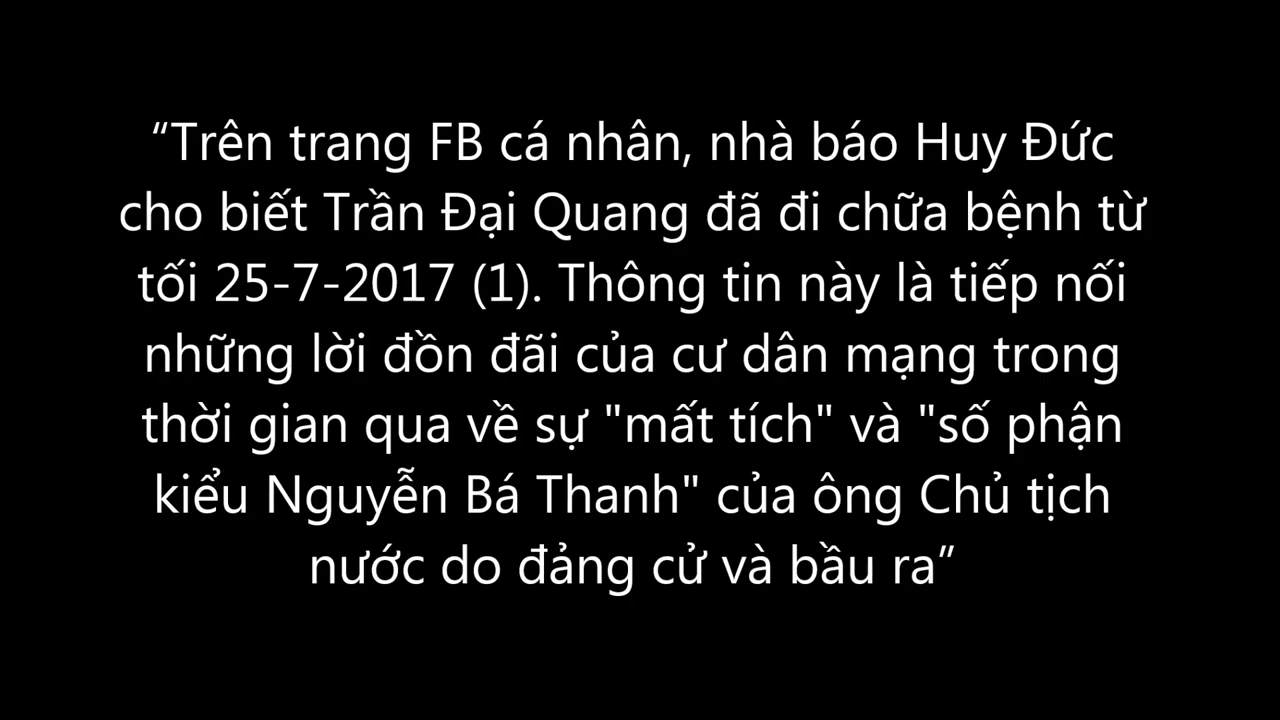 “Trên trang FB cá nhân, nhà báo Huy Đức
cho biết Trần Đại Quang đã đi chữa bệnh từ
tối 25-7-2017 (1). Thông tin này là tiếp nối
những lời đồn đãi của cư dân mạng trong
thời gian qua về sự "mất tích" và "số phận
kiểu Nguyễn Bá Thanh" của ông Chủ tịch
nước do đảng cử và bầu ra”